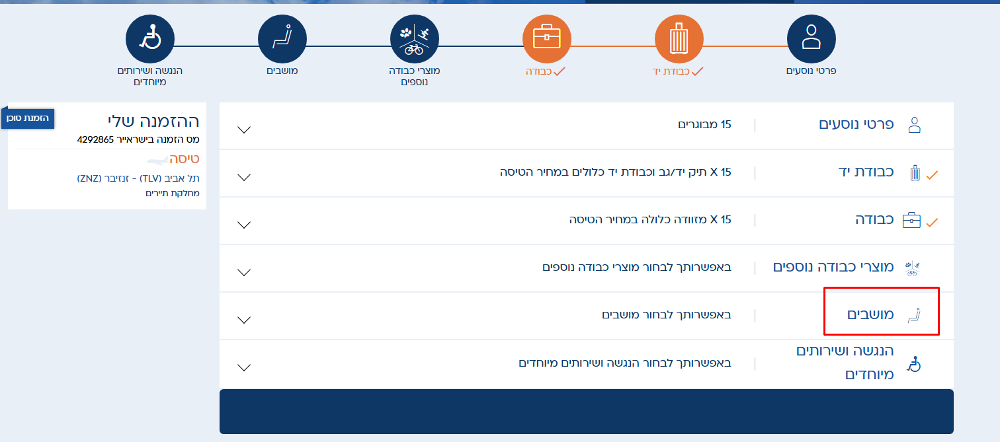 פרטי נוסעים
כבודת יד
כבודה
מוצרי כבודה
נוספים
מושבים
הנגשה ושירותים
מיוחדים
פרטי נוסעים
15 מבוגרים
כבודת יד
15 X תיק יד/גב וכבודת יד כלולים במחיר הטיסה
כבודה
15 X מזוודה כלולה במחיר הטיסה
מוצרי כבודה נוספים
באפשרותך לבחור מוצרי כבודה נוספים
מושבים
באפשרותך לבחור מושבים
הנגשה ושירותים
מיוחדים
באפשרותך לבחור הנגשה ושירותים מיוחדים
הזמנת סוכן
ההזמנה שלי
מס הזמנה בישראייר 4292865
טיסה
תל אביב (TLV) - זנזיבר (ZNZ)
מחלקת תיירים